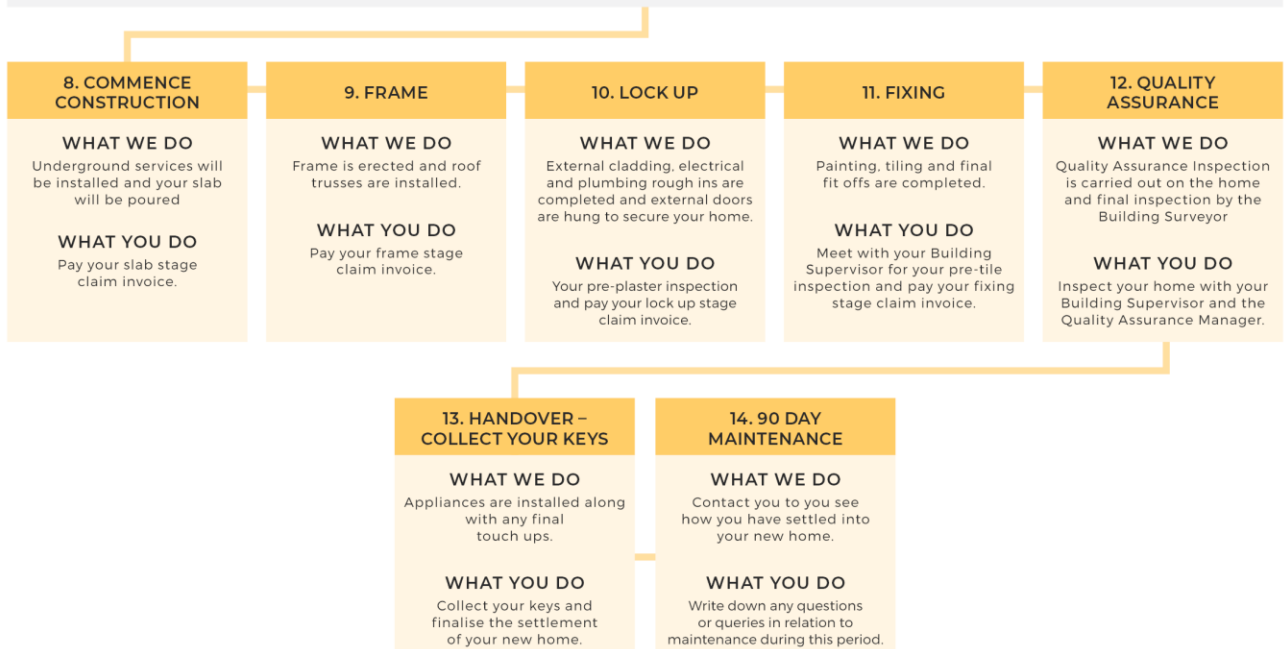 8. COMMENCE
CONSTRUCTION
WHAT WE DO
Underground services will
be installed and your slab
will be poured
WHAT YOU DO
Pay your slab stage
claim invoice.
9. FRAME
WHAT WE DO
Frame is erected and roof
trusses are installed.
WHAT YOU DO
Pay your frame stage
claim invoice.
10. LOCK UP
WHAT WE DO
External cladding, electrical
and plumbing rough ins are
completed and external doors
are hung to secure your home.
WHAT YOU DO
Your pre-plaster inspection
and pay your lock up stage
claim invoice.
11. FIXING
WHAT WE DO
Painting, tiling and final
fit offs are completed.
WHAT YOU DO
Meet with your Building
Supervisor for your pre-tile
inspection and pay your fixing
stage claim invoice.
12. QUALITY
ASSURANCE
WHAT WE DO
Quality Assurance Inspection
is carried out on the home
and final inspection by the
Building Surveyor
WHAT YOU DO
Inspect your home with your
Building Supervisor and the
Quality Assurance Manager.
13. HANDOVER –
COLLECT YOUR KEYS
WHAT WE DO
Appliances are installed along
with any final
touch ups.
WHAT YOU DO
Collect your keys and
finalise the settlement
of your new home.
14. 90 DAY
MAINTENANCE
WHAT WE DO
Contact you to you see
how you have settled into
your new home.
WHAT YOU DO
Write down any questions
or queries in relation to
maintenance during this period.